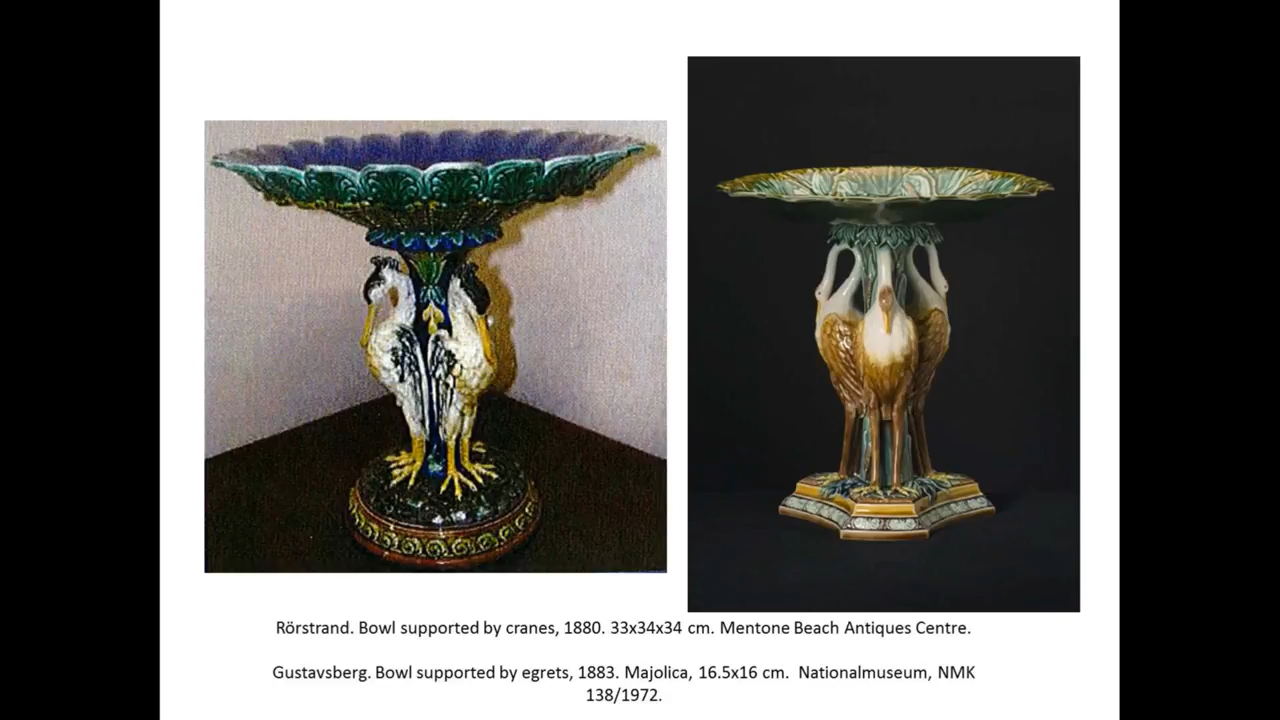 Rörstrand. Bowl supported by cranes, 1880. 33x34x34 cm. Mentone Beach Antiques Centre.
Gustavsberg. Bowl supported by egrets, 1883. Majolica, 16.5x16 cm. Nationalmuseum, NMK
138/1972.